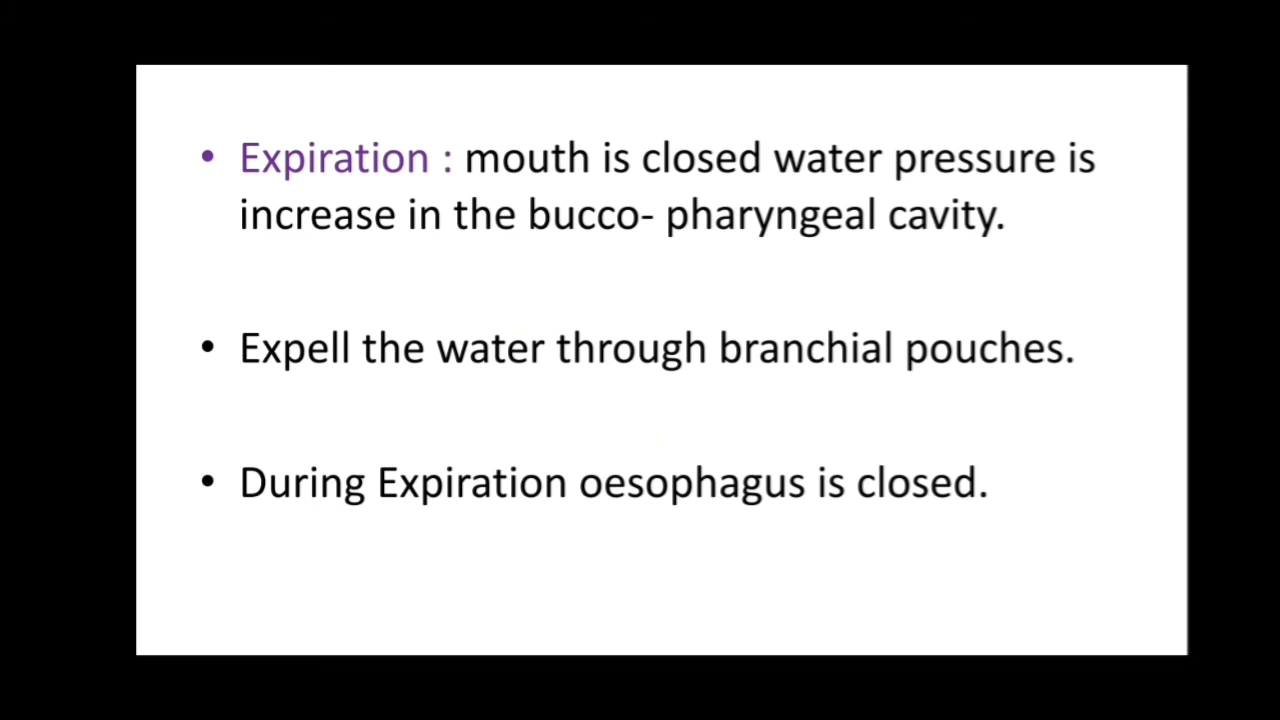 • Expiration : mouth is closed water pressure is
increase in the bucco- pharyngeal cavity.
• Expell the water through branchial pouches.
• During Expiration oesophagus is closed.